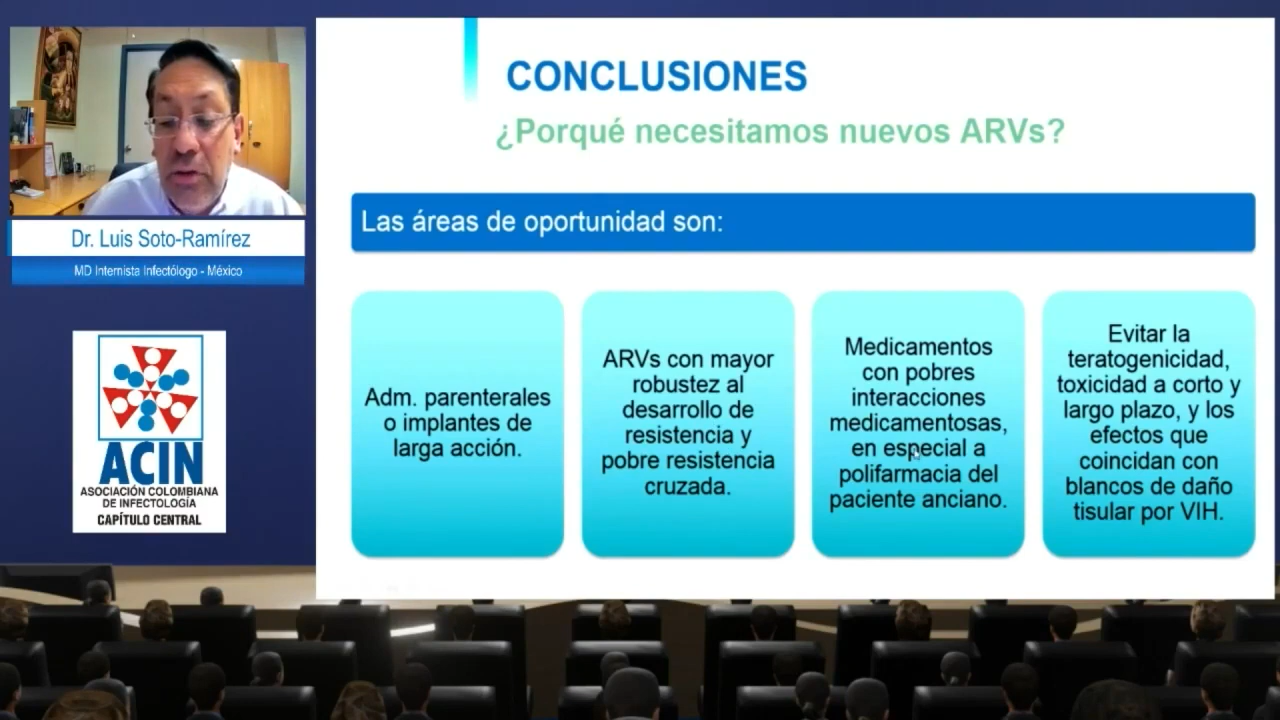 CONCLUSIONES
¿Porqué necesitamos nuevos ARVs?
Las áreas de oportunidad son:
Adm. parenterales
o implantes de
larga acción.
ARVs con mayor
robustez al
desarrollo de
resistencia y
pobre resistencia
cruzada.
Medicamentos
con pobres
interacciones
medicamentosas,
en especial a
polifarmacia del
paciente anciano.
Evitar la
teratogenicidad,
toxicidad a corto y
largo plazo, y los
efectos que
coincidan con
blancos de daño
tisular por VIH.
Dr. Luis Soto-Ramírez
MD Internista Infectólogo - México
ACIN
ASOCIACIÓN COLOMBIANA
DE INFECTOLOGÍA
CAPÍTULO CENTRAL